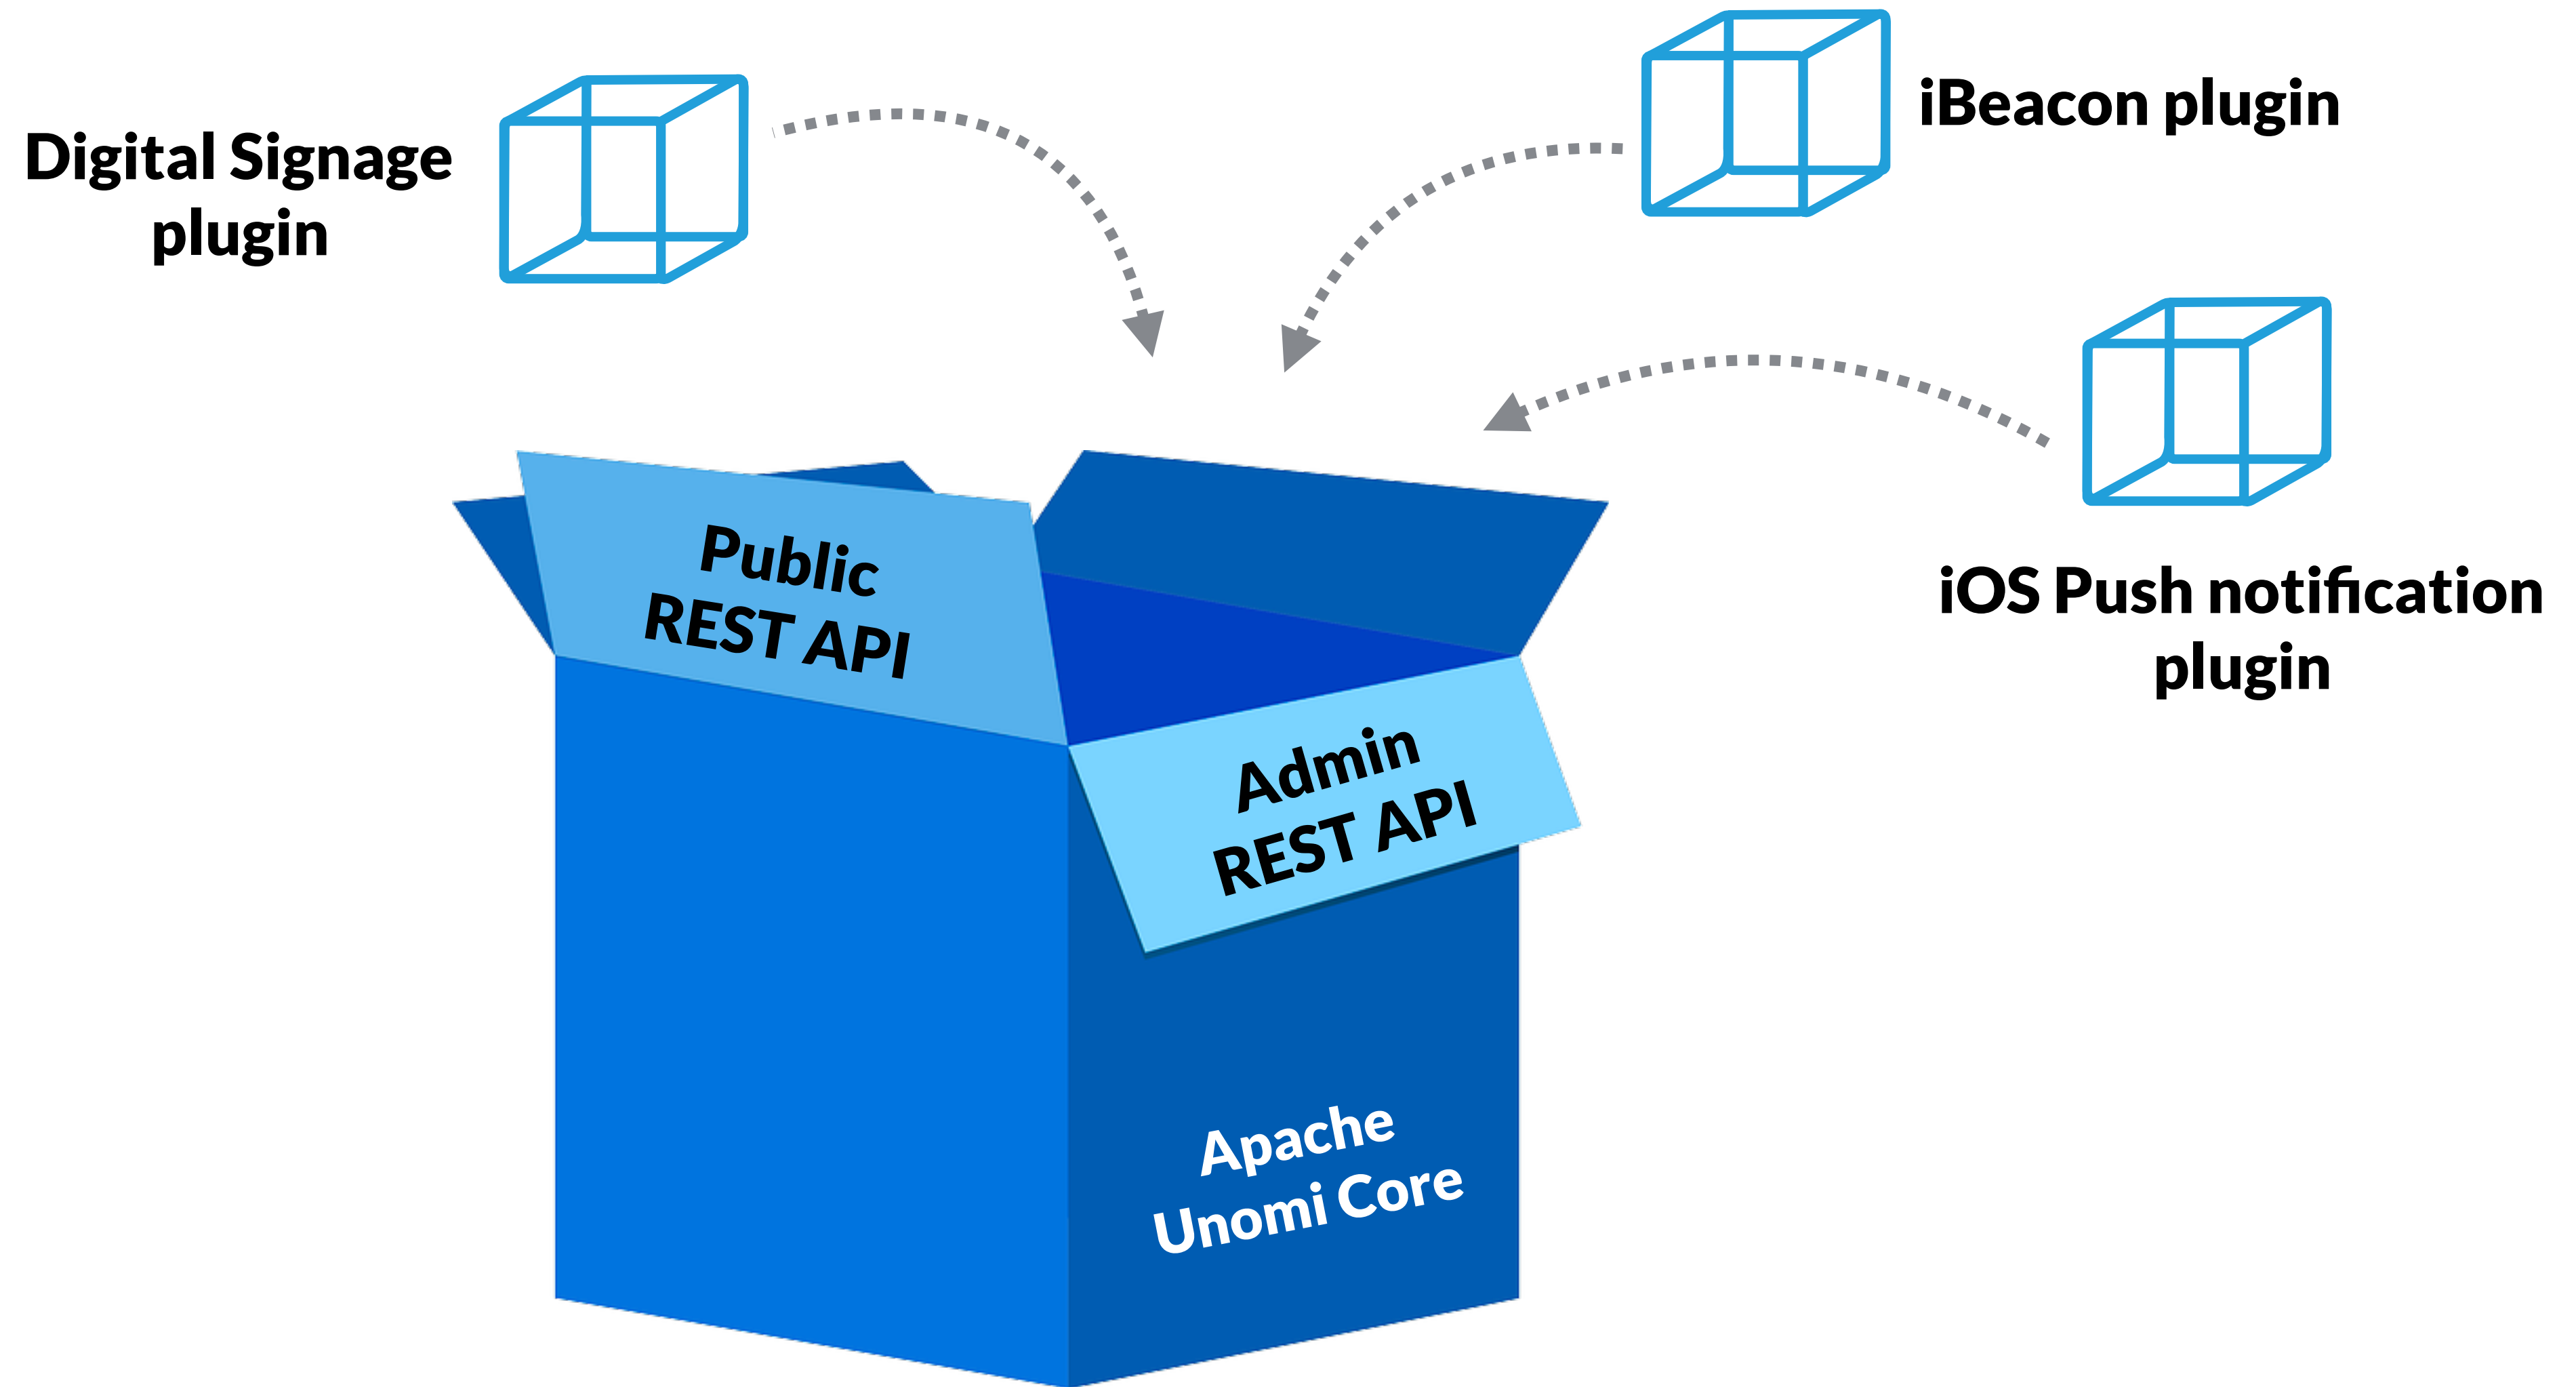 Digital Signage
plugin
iBeacon plugin
iOS Push notification
plugin
Public
REST API
Admin
REST API
Apache
Unomi Core